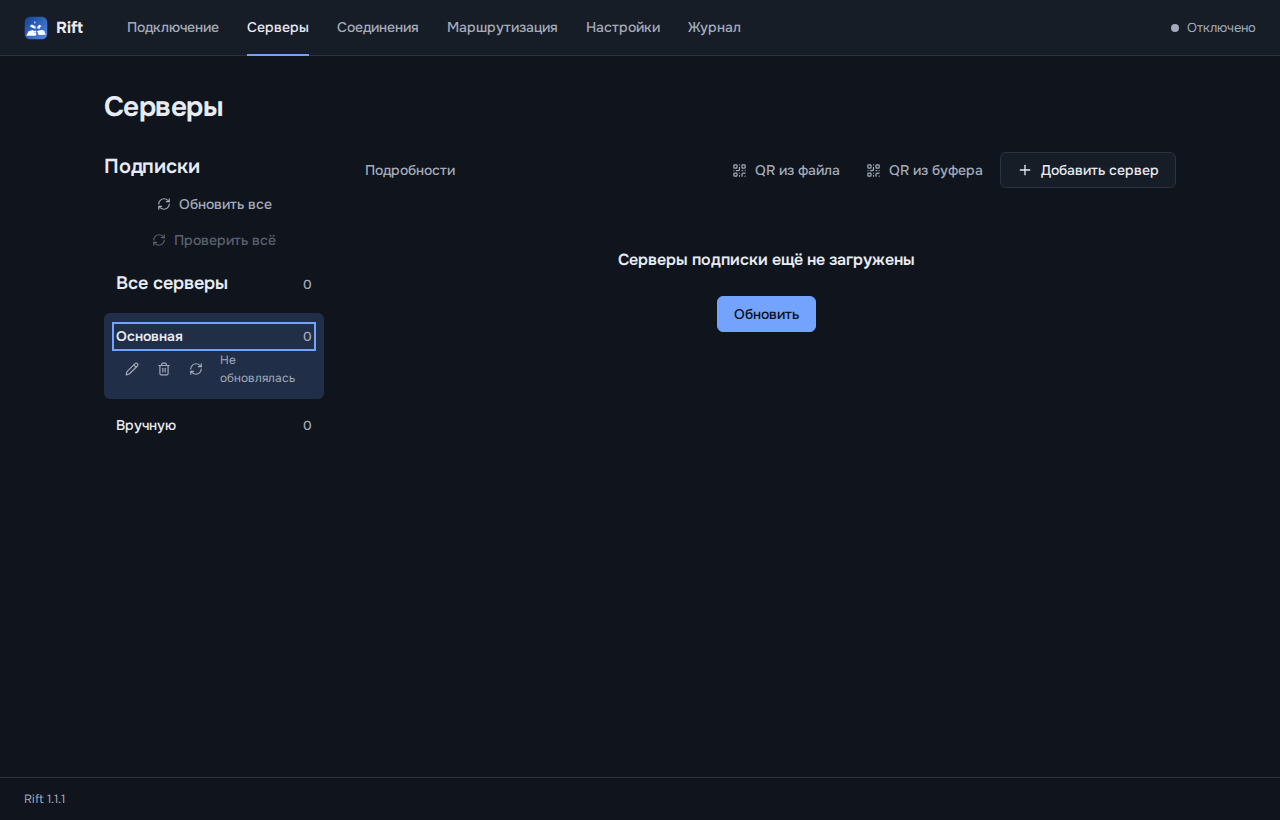 Rift
Подключение
Серверы
Соединения
Маршрутизация
Настройки
Журнал
Отключено
Серверы
Подписки
Обновить все
Проверить всё
Все серверы 0
Основная 0
Не
обновлялась
Вручную 0
Подробности
QR из файла
QR из буфера
Добавить сервер
Серверы подписки ещё не загружены
Обновить
Rift 1.1.1